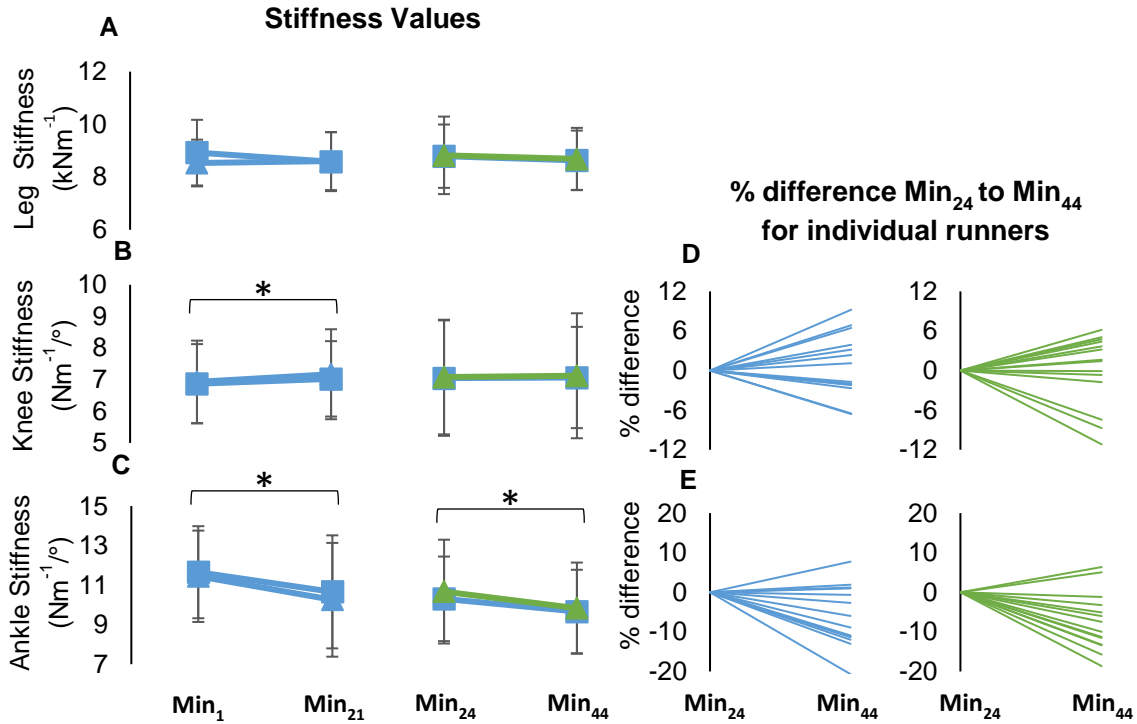 Stiffness Values
A
Leg Stiffness
(kNm⁻¹)
12
10
8
6
B
Knee Stiffness
(Nm⁻¹/°)
10
9
8
7
6
5
*
C
Ankle Stiffness
(Nm⁻¹/°)
15
13
11
9
7
*
*
Min₁ Min₂₁ Min₂₄ Min₄₄
% difference Min₂₄ to Min₄₄
for individual runners
D
% difference
12
6
0
-6
-12
12
6
0
-6
-12
E
% difference
20
10
0
-10
-20
20
10
0
-10
-20
Min₂₄ Min₄₄ Min₂₄ Min₄₄